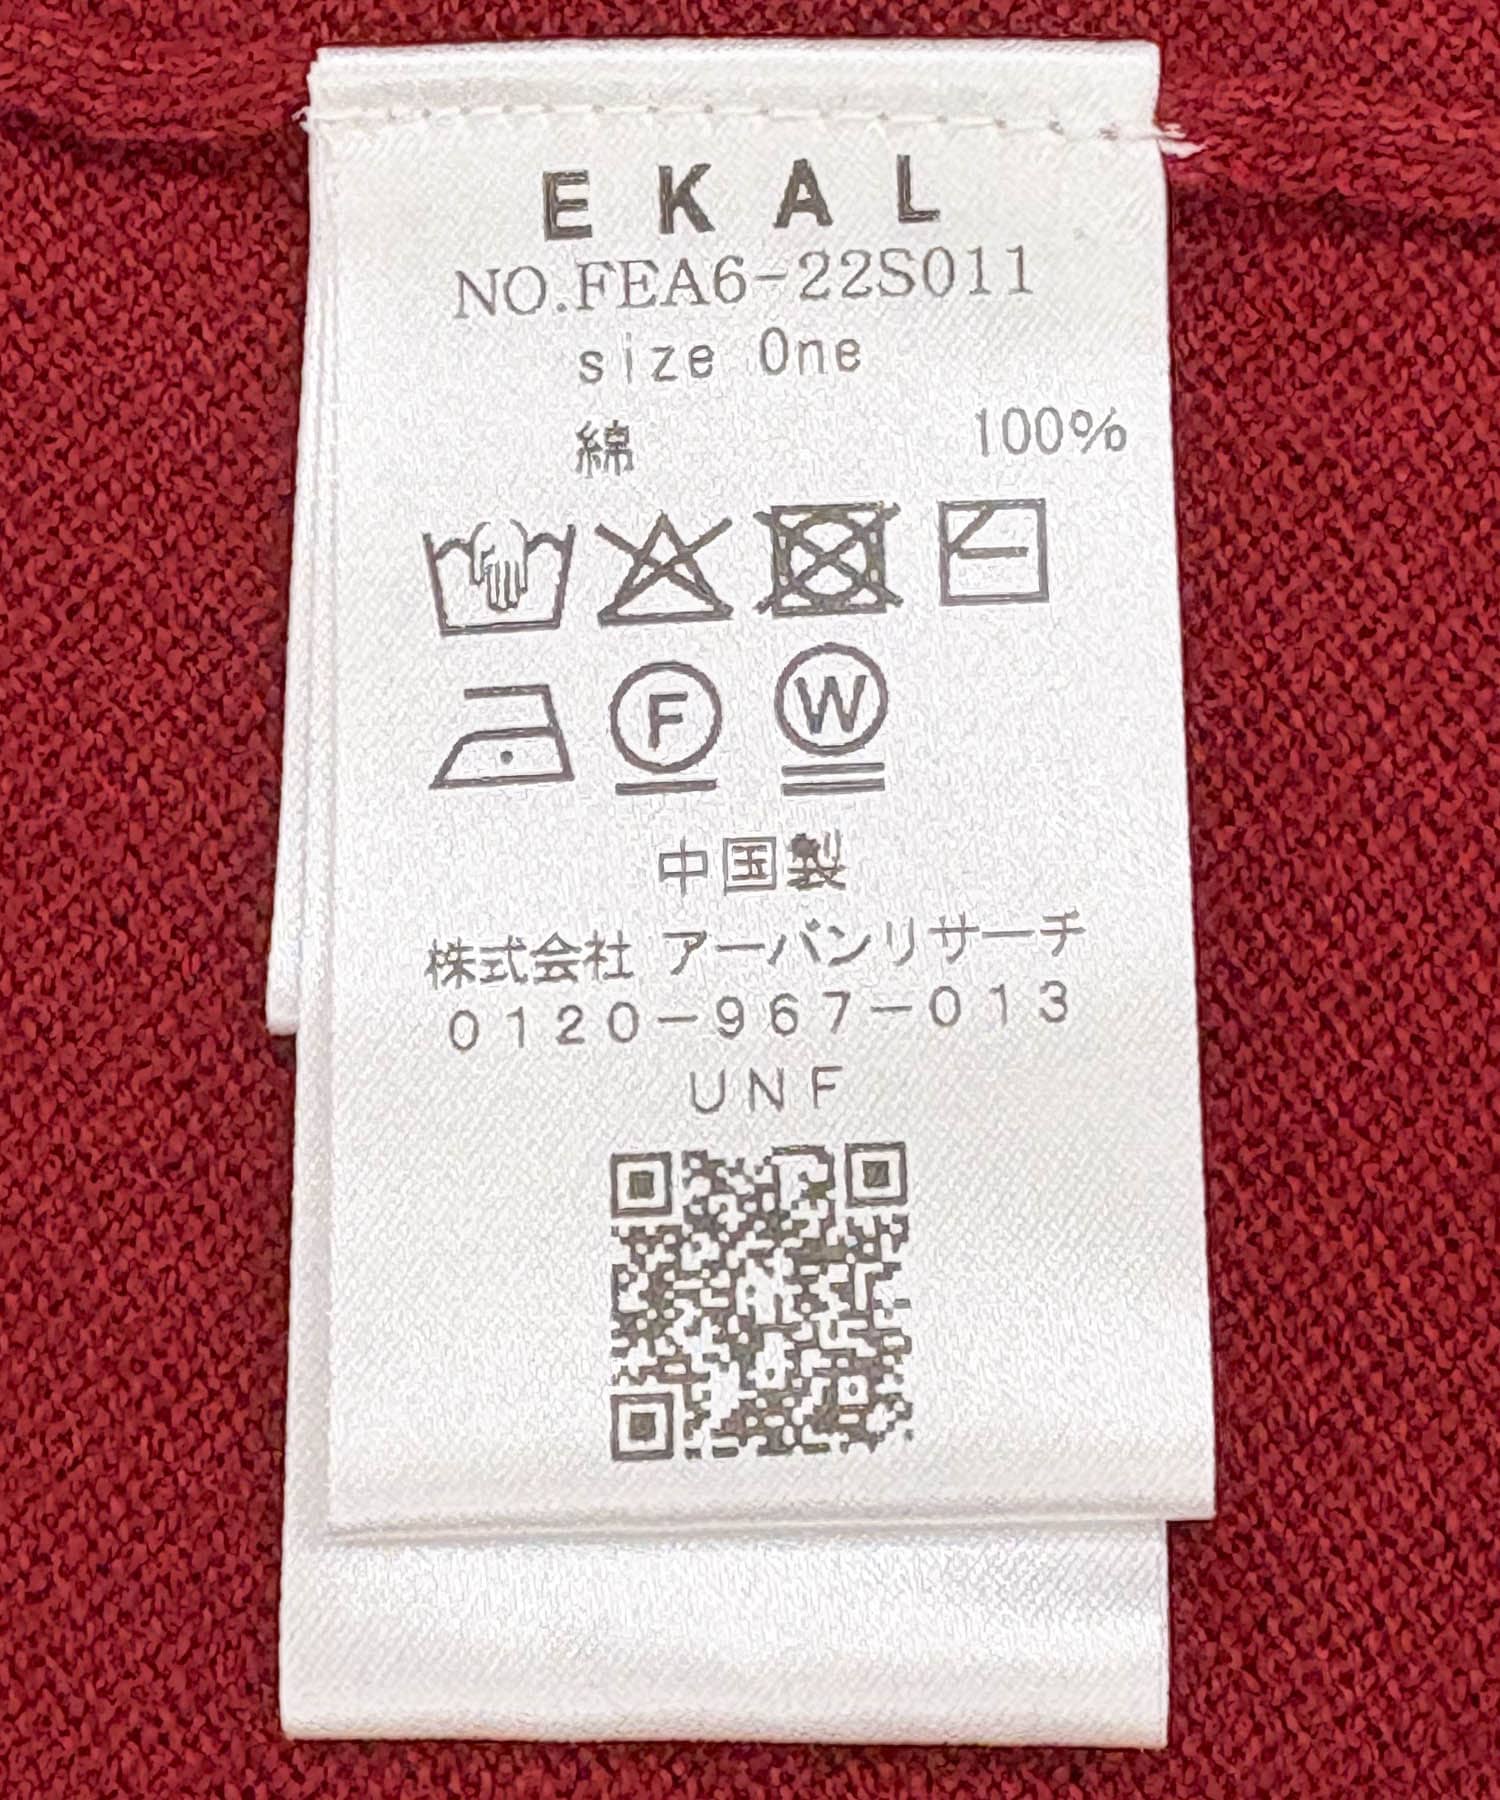 EKAL
NO.FEA6-22S011
size One
綿 100%
F W
中国製
株式会社 アーバンリサーチ
0120-967-013
UNF